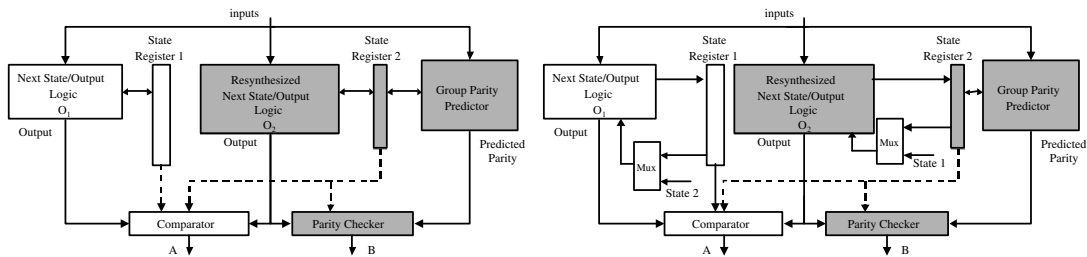 inputs
State
Register 1
State
Register 2
Next State/Output
Logic
O1
Resynthesized
Next State/Output
Logic
O2
Group Parity
Predictor
Output
Output
Predicted
Parity
Comparator
Parity Checker
A
B
inputs
State
Register 1
State
Register 2
Next State/Output
Logic
O1
Resynthesized
Next State/Output
Logic
O2
Group Parity
Predictor
Output
Output
Mux
Mux
State 1
State 2
Predicted
Parity
Comparator
Parity Checker
A
B